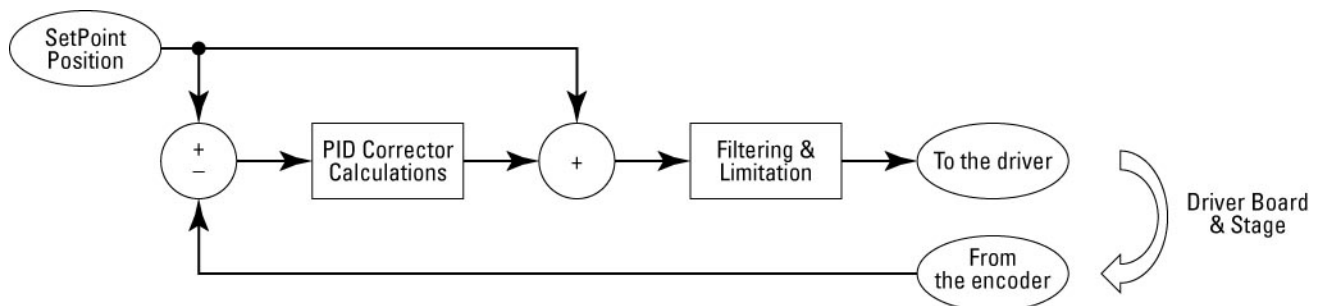 SetPoint
Position
+
−
PID Corrector
Calculations
+
Filtering &
Limitation
To the driver
Driver Board
& Stage
From
the encoder